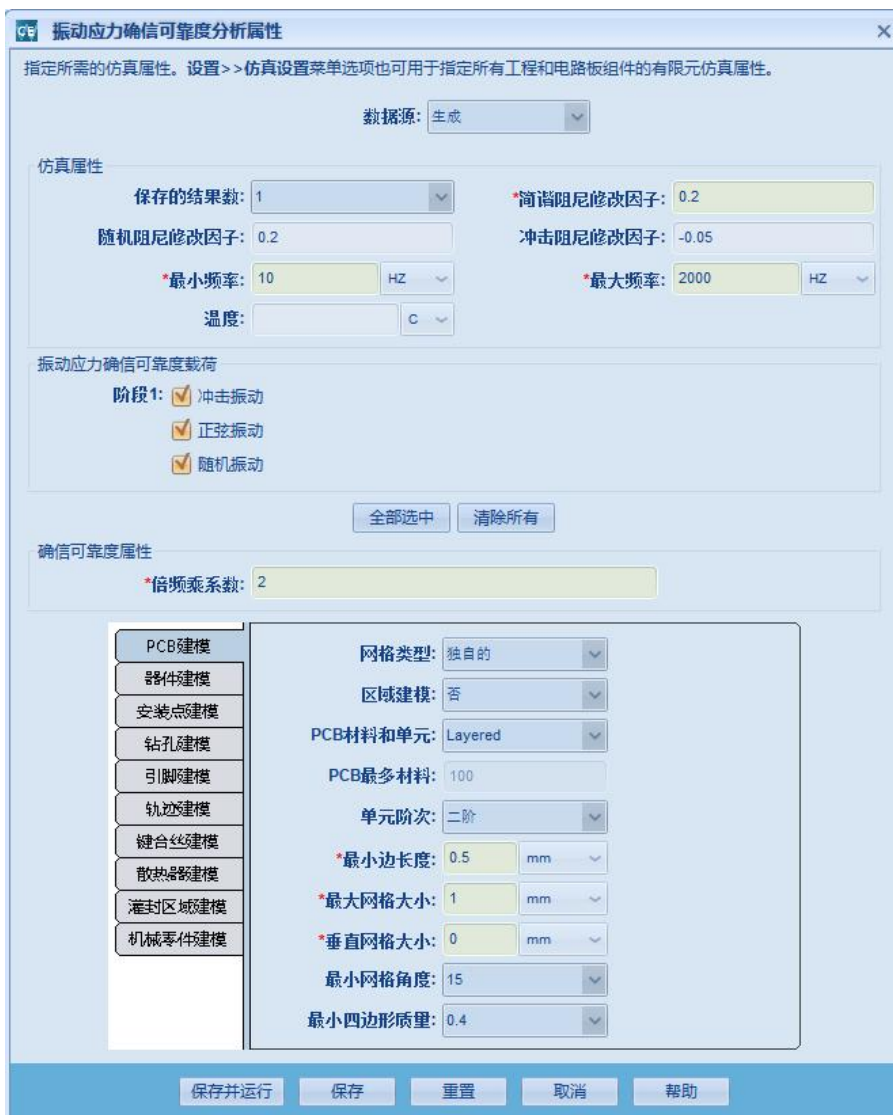 振动应力确信可靠度分析属性
指定所需的仿真属性。设置>>仿真设置菜单选项也可用于指定所有工程和电路板组件的有限元仿真属性。
数据源: 生成
仿真属性
保存的结果数: 1 *简谐阻尼修改因子: 0.2
随机阻尼修改因子: 0.2 冲击阻尼修改因子: -0.05
*最小频率: 10 HZ *最大频率: 2000 HZ
温度: C
振动应力确信可靠度载荷
阶段1: 冲击振动
正弦振动
随机振动
全部选中 清除所有
确信可靠度属性
*倍频乘系数: 2
PCB建模
器件建模
安装点建模
钻孔建模
引脚建模
轨迹建模
键合丝建模
散热器建模
灌封区域建模
机械零件建模
网格类型: 独自的
区域建模: 否
PCB材料和单元: Layered
PCB最多材料: 100
单元阶次: 二阶
*最小边长度: 0.5 mm
*最大网格大小: 1 mm
*垂直网格大小: 0 mm
最小网格角度: 15
最小四边形质量: 0.4
保存并运行 保存 重置 取消 帮助